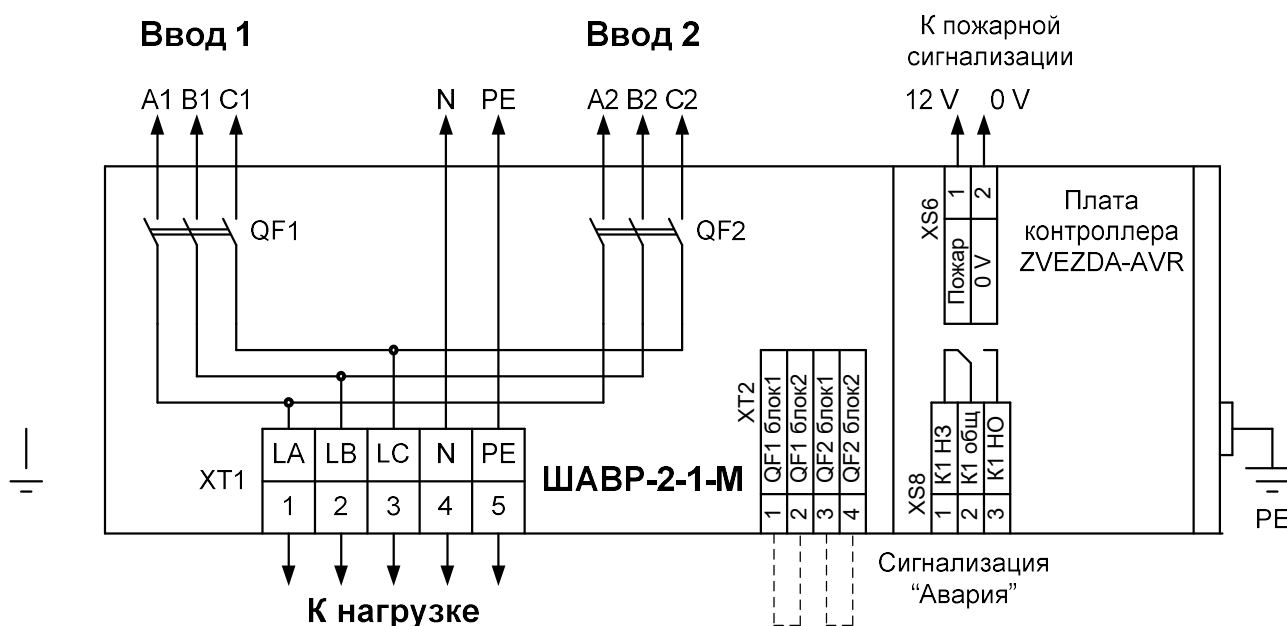 Ввод 1
Ввод 2
К пожарной
сигнализации
A1 B1 C1
N PE
A2 B2 C2
12 V 0 V
QF1
QF2
XS6
1
2
Пожар
0 V
Плата
контроллера
ZVEZDA-AVR
XT1
LA LB LC N PE
1 2 3 4 5
ШАВР-2-1-М
XT2
QF1 блок1
QF1 блок2
QF2 блок1
QF2 блок2
1
2
3
4
XS8
К1 НЗ
К1 общ
К1 НО
1
2
3
PE
К нагрузке
Сигнализация
“Авария”